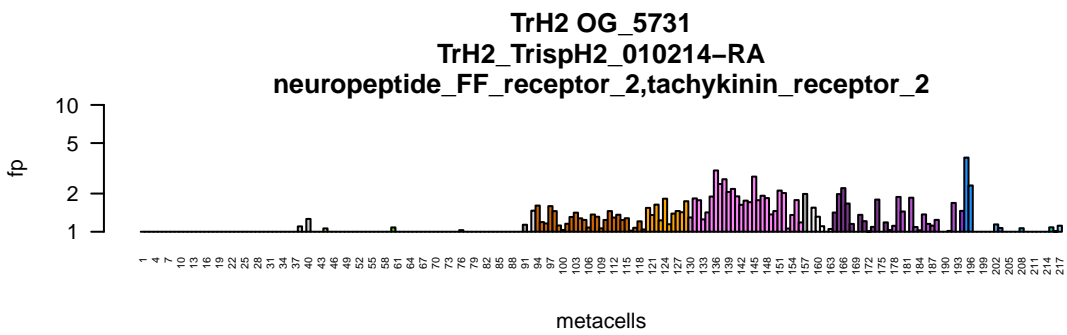 TrH2 OG_5731
TrH2_TrispH2_010214−RA
neuropeptide_FF_receptor_2,tachykinin_receptor_2
10
5
2
1
fp
1 4 7 10 13 16 19 22 25 28 31 34 37 40 43 46 49 52 55 58 61 64 67 70 73 76 79 82 85 88 91 94 97 100 103 106 109 112 115 118 121 124 127 130 133 136 139 142 145 148 151 154 157 160 163 166 169 172 175 178 181 184 187 190 193 196 199 202 205 208 211 214 217
metacells